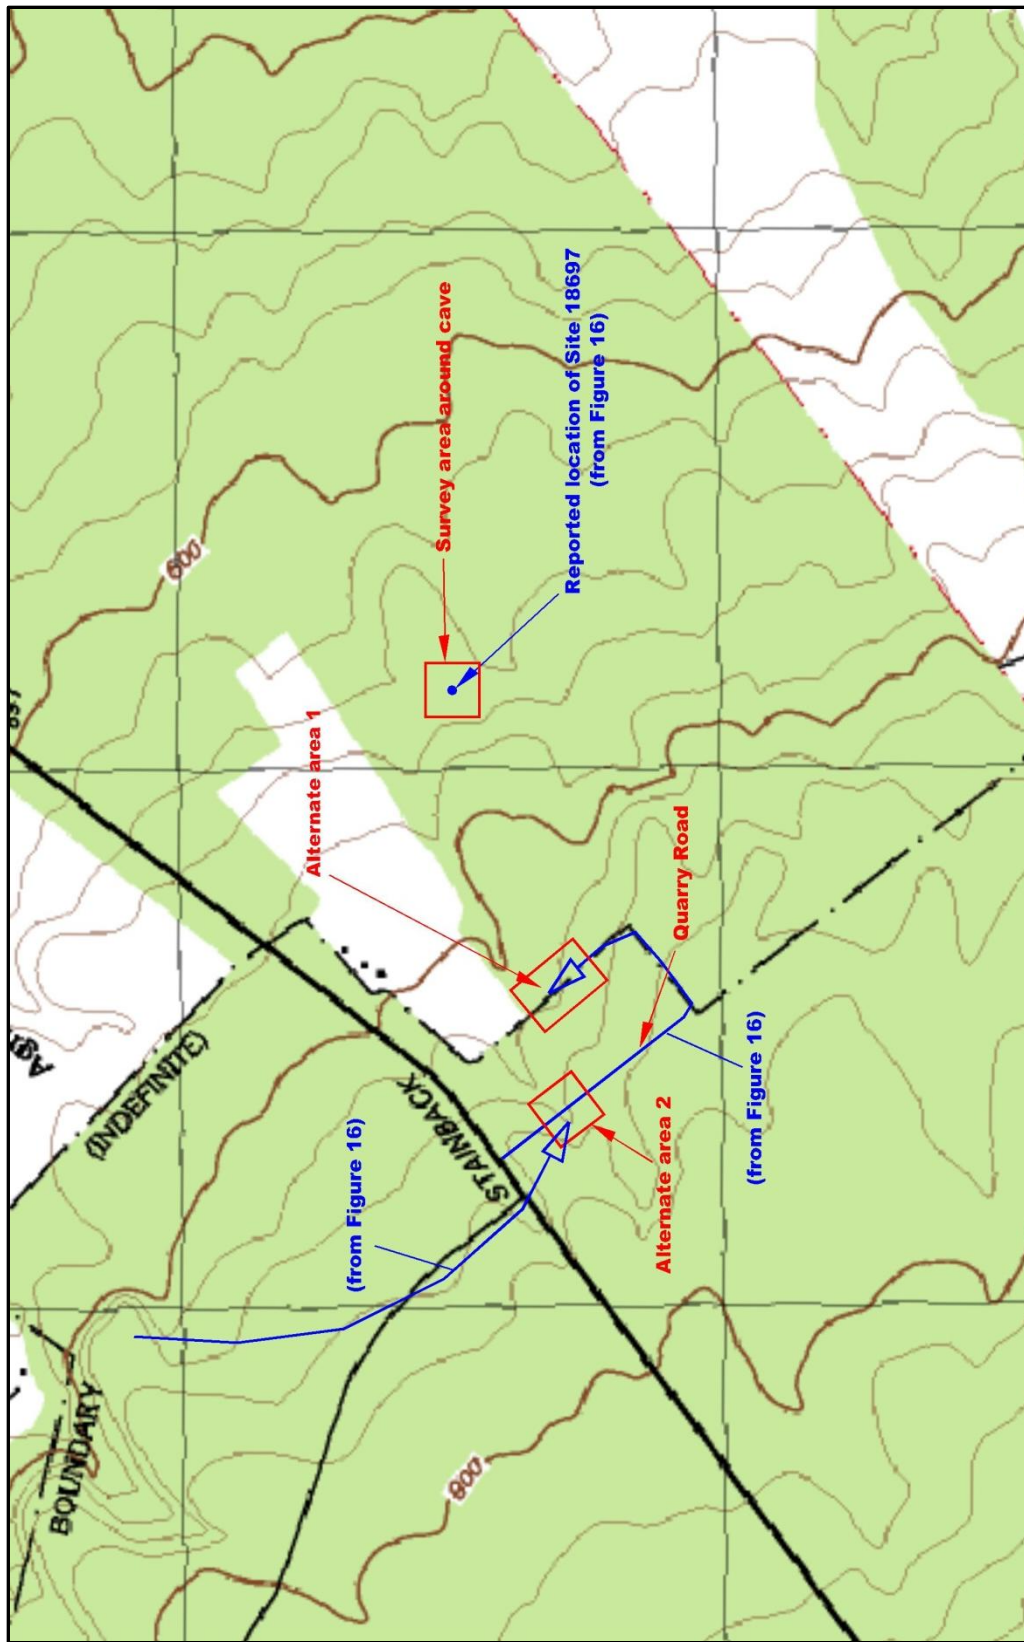 Survey area around cave
Reported location of Site 18697
(from Figure 16)
600
Alternate area 1
Quarry Road
(from Figure 16)
Alternate area 2
(from Figure 16)
STAINBACK
(INDEFINITE)
BOUNDARY
800